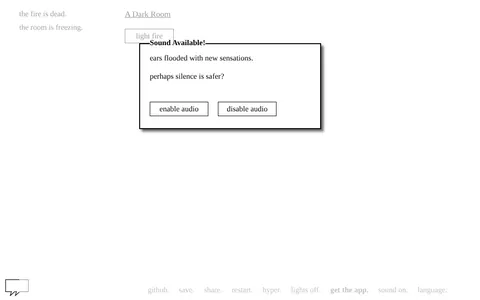 the fire is dead.
the room is freezing.
A Dark Room
light fire
Sound Available!
ears flooded with new sensations.
perhaps silence is safer?
enable audio
disable audio
github.
save.
share.
restart.
hyper.
lights off.
get the app.
sound on.
language.